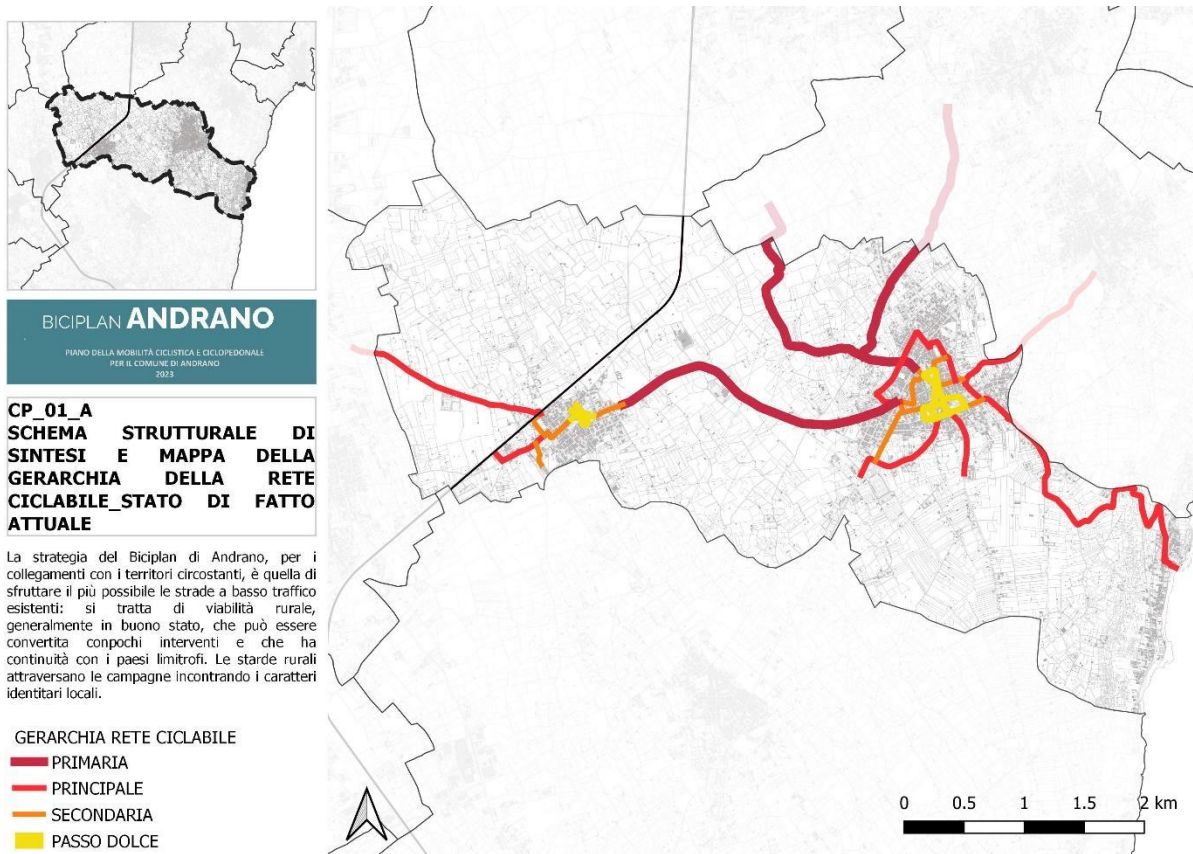 BICIPLAN ANDRANO
PIANO DELLA MOBILITÀ CICLISTICA E CICLOPEDONALE
PER IL COMUNE DI ANDRANO
2023
CP_01_A
SCHEMA STRUTTURALE DI
SINTESI E MAPPA DELLA
GERARCHIA DELLA RETE
CICLABILE_STATO DI FATTO
ATTUALE
La strategia del Biciplan di Andrano, per i
collegamenti con i territori circostanti, è quella di
sfruttare il più possibile le strade a basso traffico
esistenti: si tratta di viabilità rurale,
generalmente in buono stato, che può essere
convertita conpochi interventi e che ha
continuità con i paesi limitrofi. Le starde rurali
attraversano le campagne incontrando i caratteri
identitari locali.
GERARCHIA RETE CICLABILE
PRIMARIA
PRINCIPALE
SECONDARIA
PASSO DOLCE
0 0.5 1 1.5 2 km